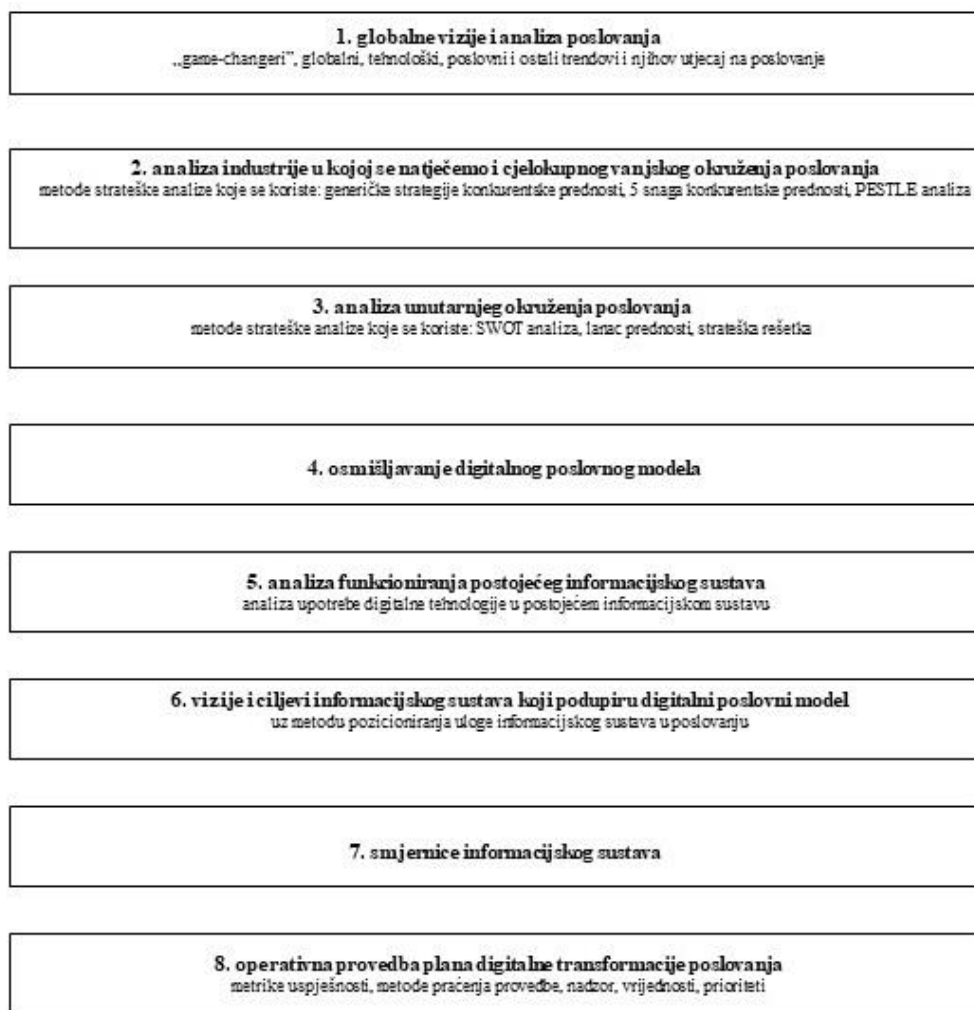 1. globalne vizije i analiza poslovanja
„game-changeri”, globalni, tehnološki, poslovni i ostali trendovi i njihov utjecaj na poslovanje
2. analiza industrije u kojoj se natječemo i cjelokupnog vanjskog okruženja poslovanja
metode strateške analize koje se koriste: generičke strategije konkurentske prednosti, 5 snaga konkurentske prednosti, PESTLE analiza
3. analiza unutarnjeg okruženja poslovanja
metode strateške analize koje se koriste: SWOT analiza, lanac prednosti, strateška rešetka
4. osmišljavanje digitalnog poslovnog modela
5. analiza funkcioniranja postojećeg informacijskog sustava
analiza upotrebe digitalne tehnologije u postojećem informacijskom sustavu
6. vizije i ciljevi informacijskog sustava koji podupiru digitalni poslovni model
uz metodu pozicioniranja uloge informacijskog sustava u poslovanju
7. smjernice informacijskog sustava
8. operativna provedba plana digitalne transformacije poslovanja
metrike uspješnosti, metode praćenja provedbe, nadzor, vrijednosti, prioriteti